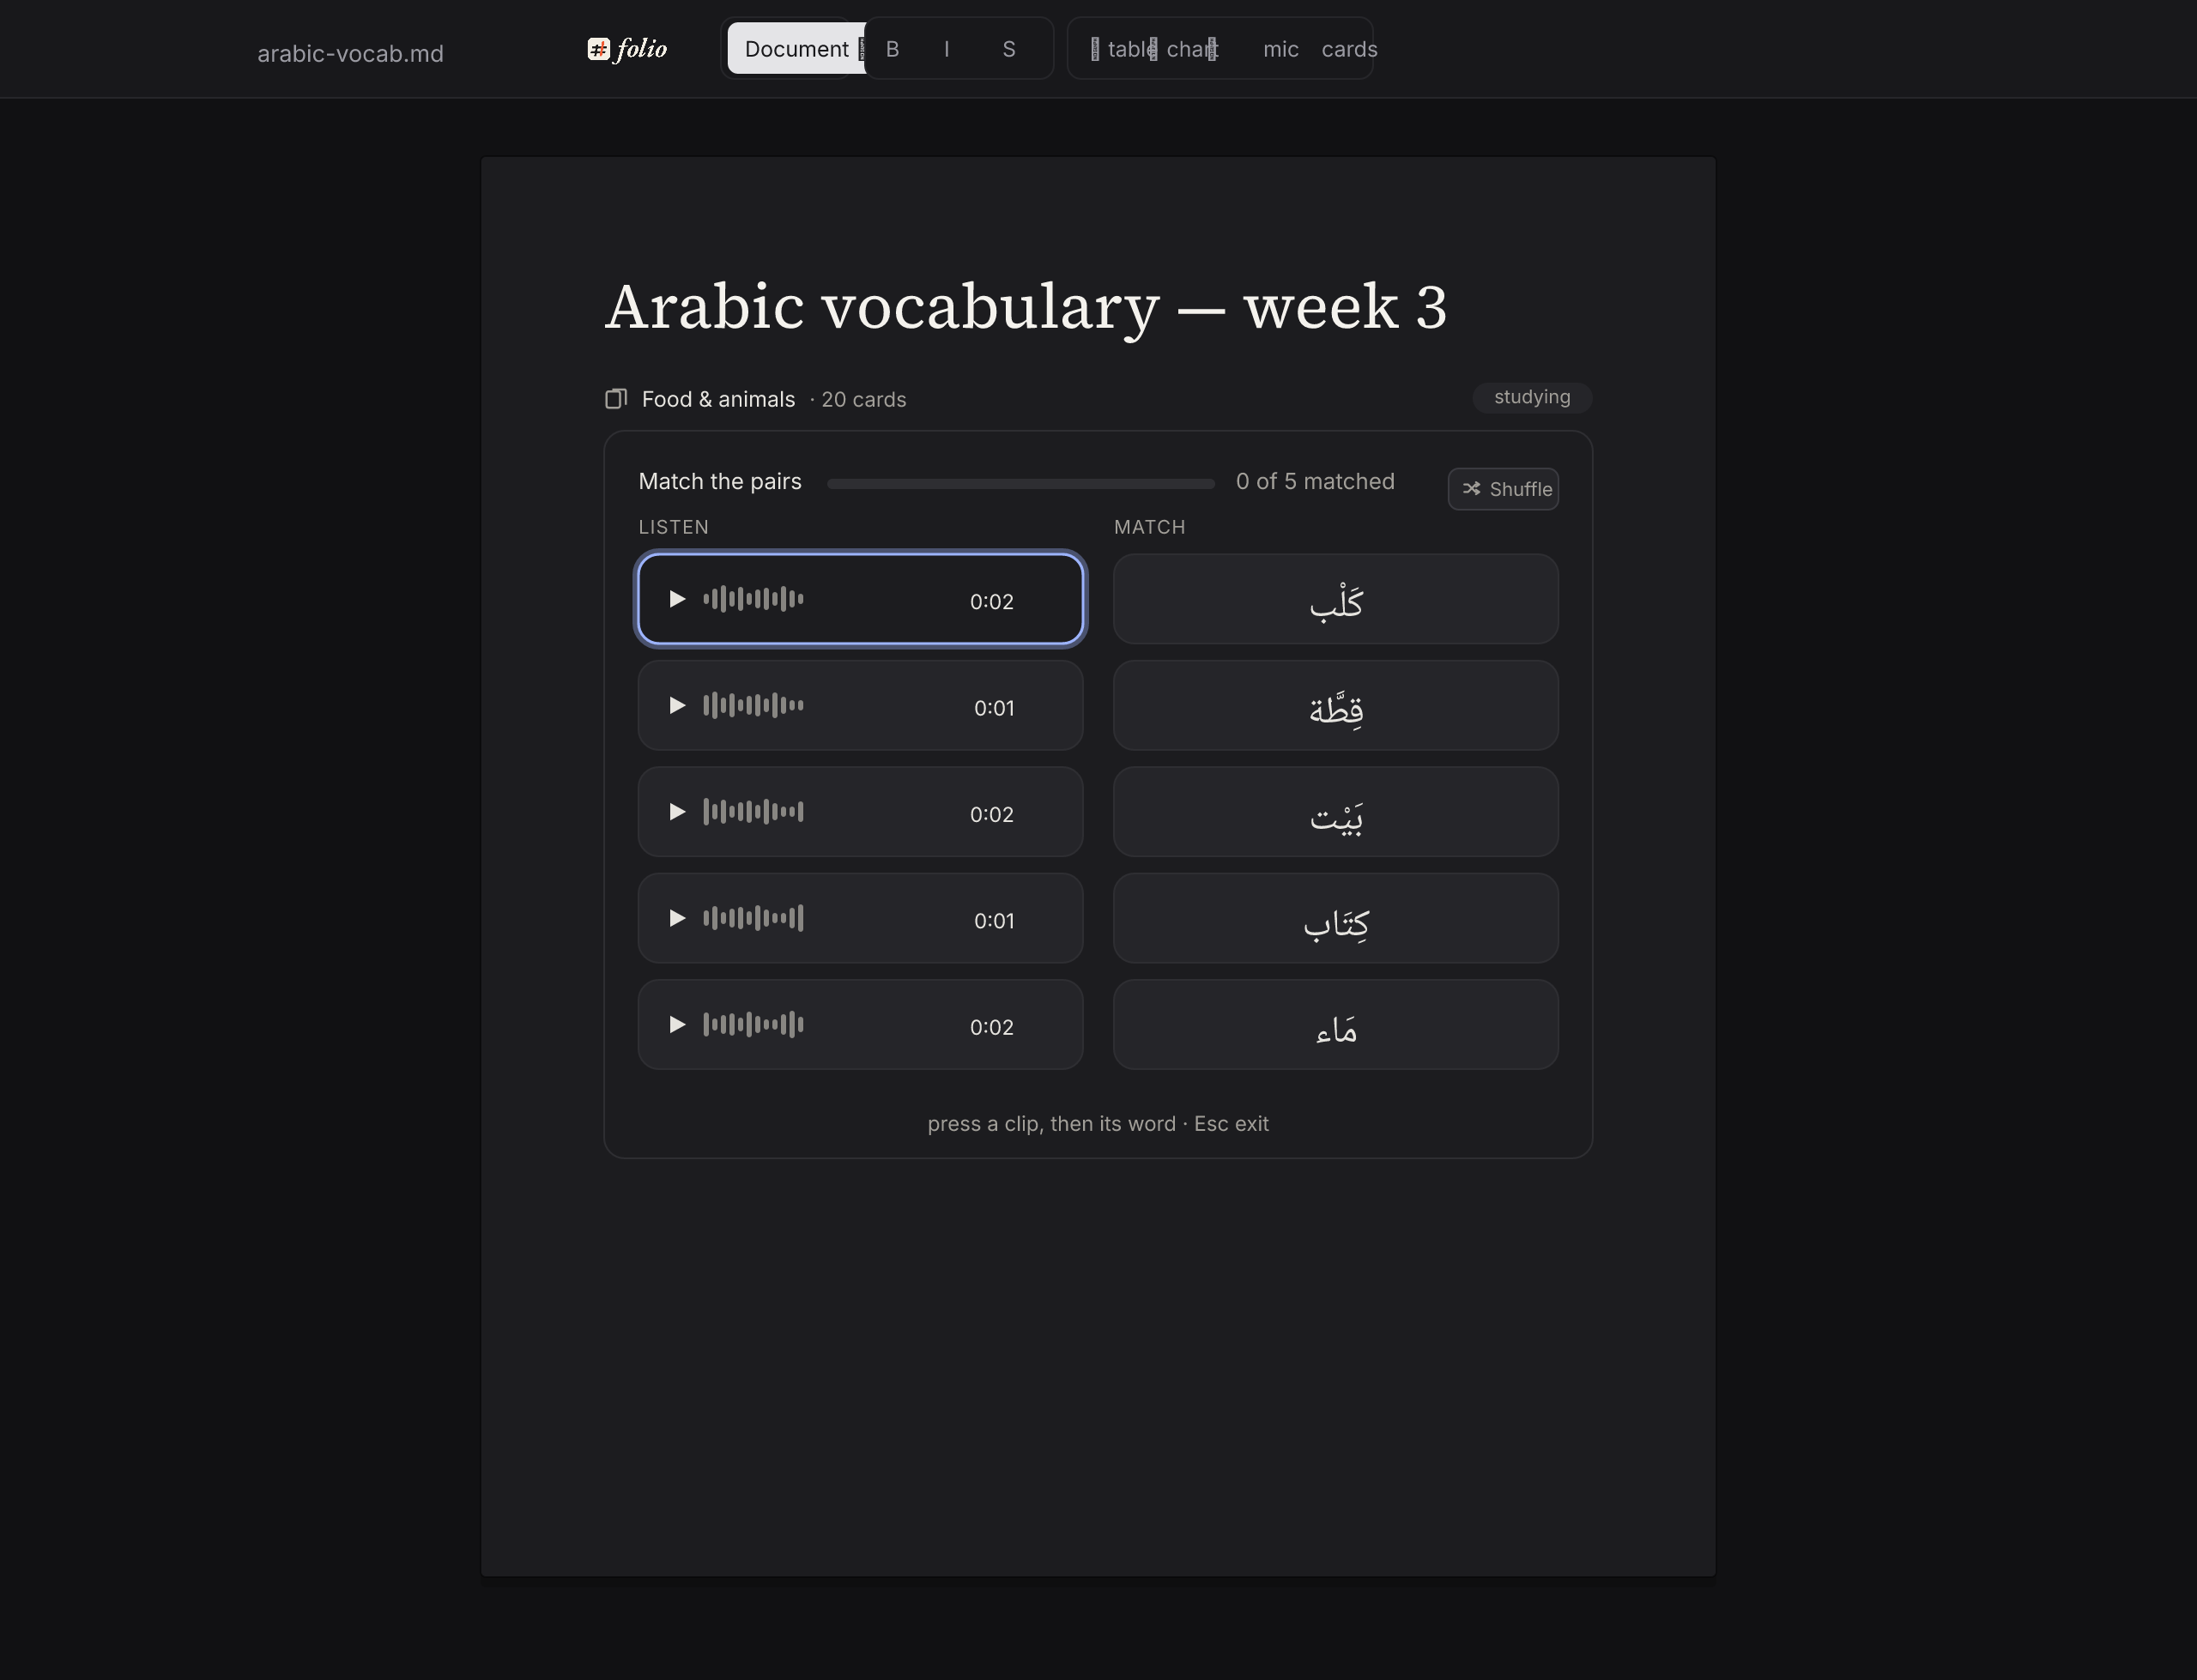 arabic-vocab.md
# folio
Document
B I S
table chart mic cards
Arabic vocabulary — week 3
Food & animals · 20 cards
studying
Match the pairs
0 of 5 matched
Shuffle
LISTEN
MATCH
0:02
كَلْب
0:01
قِطَّة
0:02
بَيْت
0:01
كِتَاب
0:02
مَاء
press a clip, then its word · Esc exit